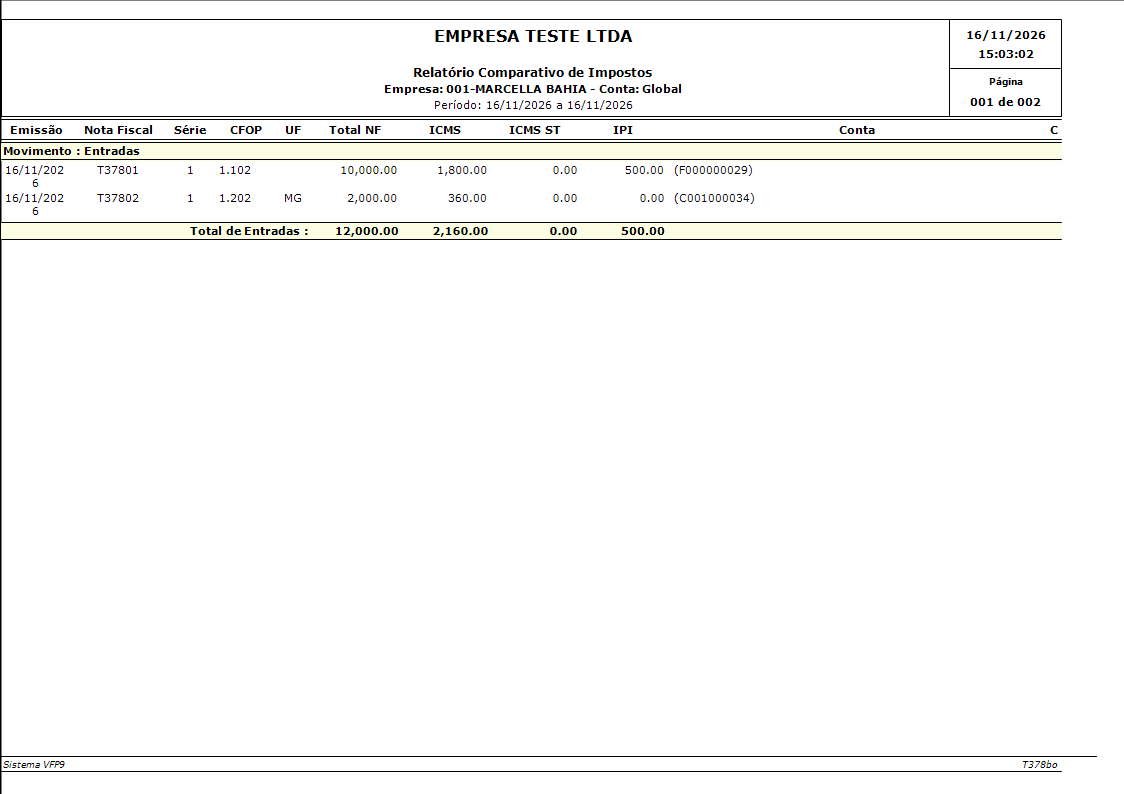 EMPRESA TESTE LTDA
16/11/2026
15:03:02
Relatório Comparativo de Impostos
Empresa: 001-MARCELLA BAHIA - Conta: Global
Período: 16/11/2026 a 16/11/2026
Página
001 de 002
Emissão Nota Fiscal Série CFOP UF Total NF ICMS ICMS ST IPI Conta C
Movimento : Entradas
16/11/202 T37801 1 1.102 10,000.00 1,800.00 0.00 500.00 (F000000029)
6
16/11/202 T37802 1 1.202 MG 2,000.00 360.00 0.00 0.00 (C001000034)
6
Total de Entradas : 12,000.00 2,160.00 0.00 500.00
Sistema VFP9 T378bo